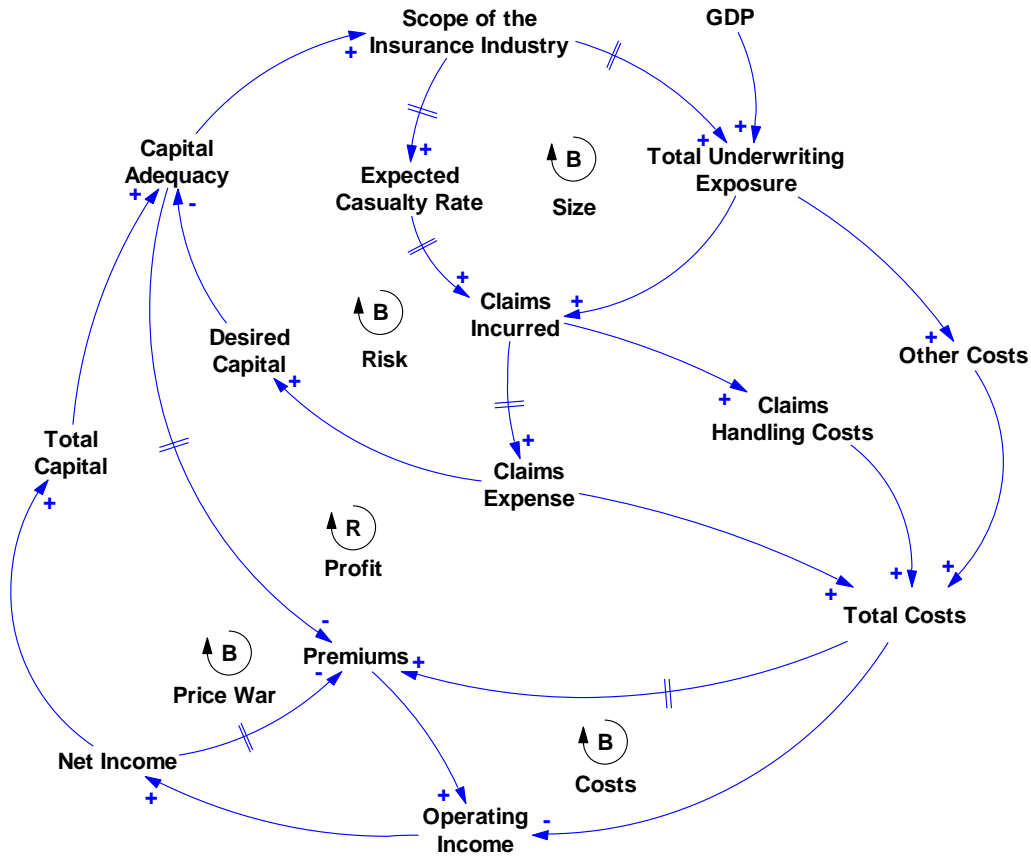 Scope of the
Insurance Industry
GDP
+
+
+
Capital
Adequacy
+
-
+
Expected
Casualty Rate
B
Size
Total Underwriting
Exposure
+
Claims
Incurred
+
B
Risk
Desired
Capital
+
+
Other Costs
+
Claims
Handling Costs
Total
Capital
+
+
Claims
Expense
R
Profit
+
+
+
Total Costs
-
Premiums
-
+
B
Price War
B
Costs
Net Income
+
+
Operating
Income
-